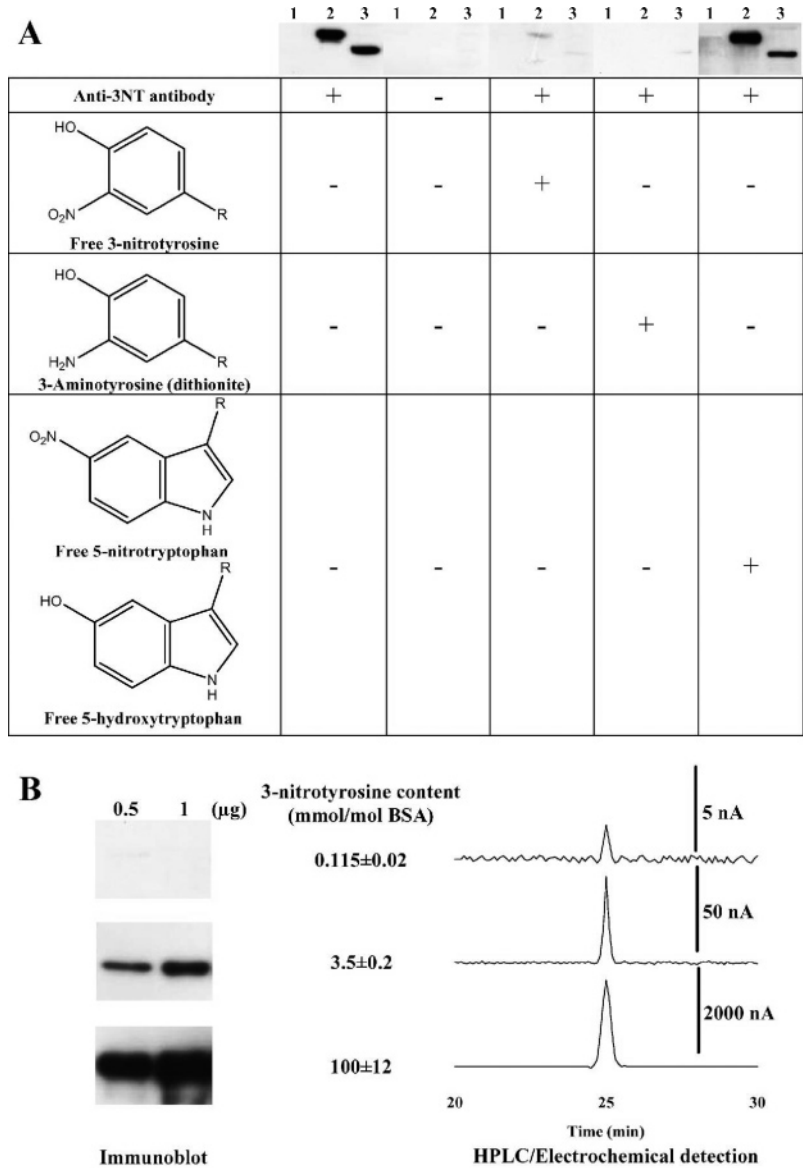 A
1 2 3 1 2 3 1 2 3 1 2 3 1 2 3
Anti-3NT antibody + - + + +
HO
O₂N
R
Free 3-nitrotyrosine
- - + - -
HO
H₂N
R
3-Aminotyrosine (dithionite)
- - - + -
R
O₂N
N
H
Free 5-nitrotryptophan
R
HO
N
H
Free 5-hydroxytryptophan
- - - - +
B
0.5 1 (µg)
3-nitrotyrosine content
(mmol/mol BSA)
0.115±0.02
5 nA
3.5±0.2
50 nA
100±12
2000 nA
20 25 30
Time (min)
Immunoblot
HPLC/Electrochemical detection